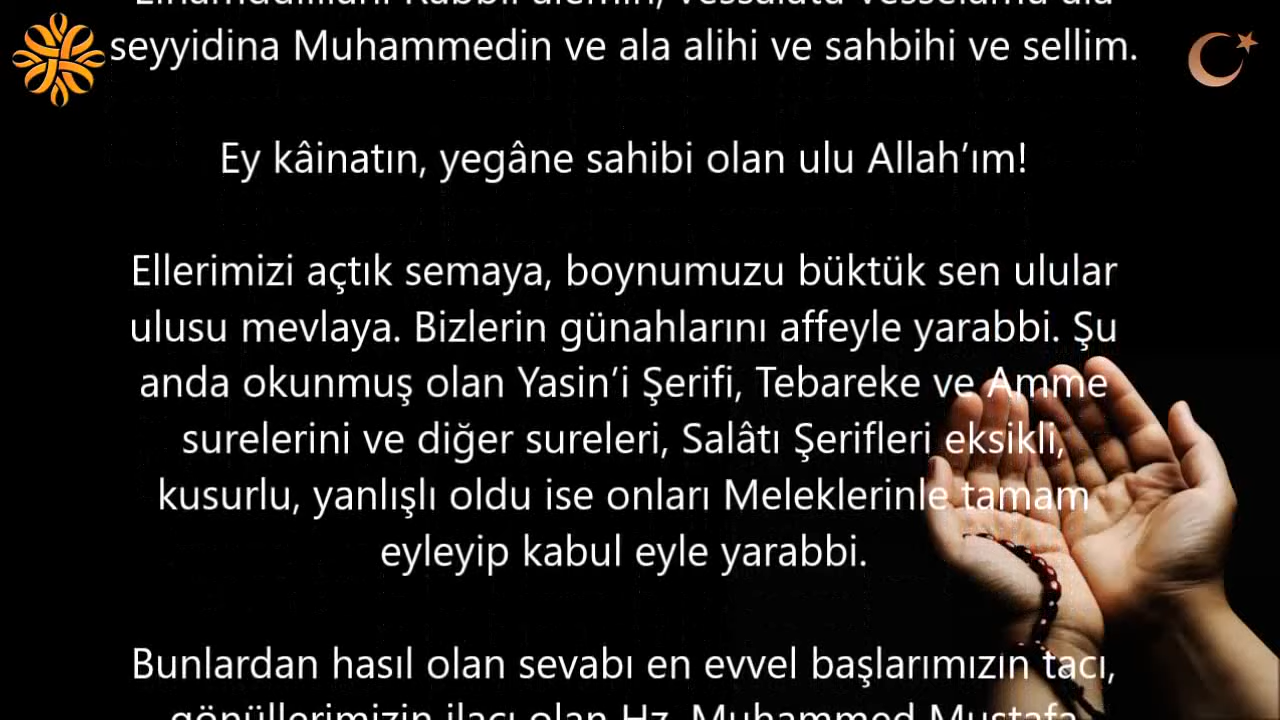 Elhamdülillahi Rabbil alemin, vessalatü vesselamü ala
seyyidina Muhammedin ve ala alihi ve sahbihi ve sellim.
Ey kâinatın, yegâne sahibi olan ulu Allah’ım!
Ellerimizi açtık semaya, boynumuzu büktük sen ulular
ulusu mevlaya. Bizlerin günahlarını affeyle yarabbi. Şu
anda okunmuş olan Yasin’i Şerifi, Tebareke ve Amme
surelerini ve diğer sureleri, Salâtı Şerifleri eksikli,
kusurlu, yanlışlı oldu ise onları Meleklerinle tamam
eyleyip kabul eyle yarabbi.
Bunlardan hasıl olan sevabı en evvel başlarımızın tacı,
gönüllerimizin ilacı olan Hz. Muhammed Mustafa